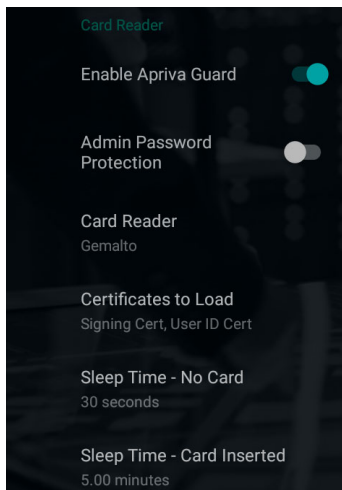 Card Reader
Enable Apriva Guard
Admin Password
Protection
Card Reader
Gemalto
Certificates to Load
Signing Cert, User ID Cert
Sleep Time - No Card
30 seconds
Sleep Time - Card Inserted
5.00 minutes